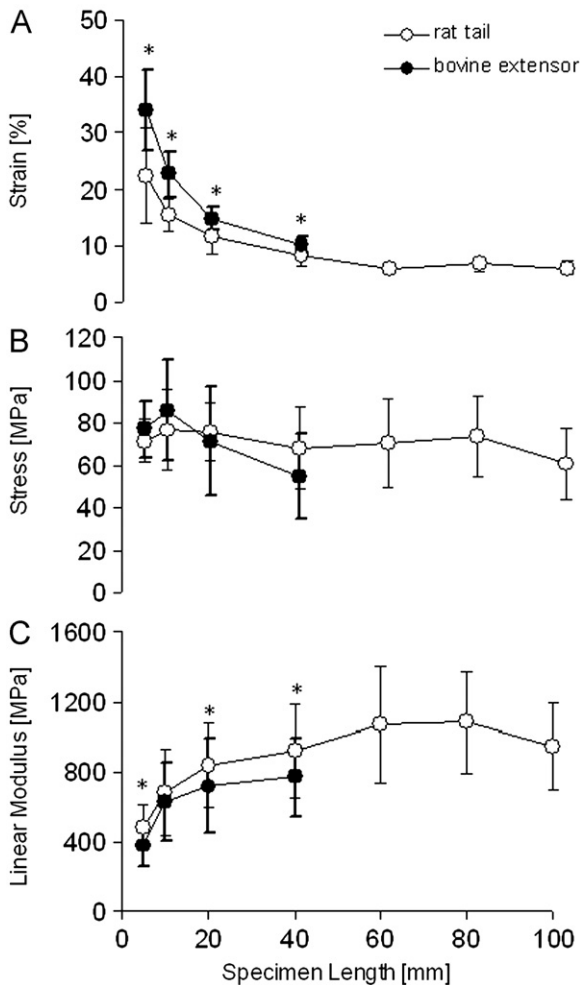 A
50
rat tail
*
bovine extensor
40
*
30
Strain [%]
*
*
20
10
0
B
120
100
80
Stress [MPa]
60
40
20
0
C
1600
Linear Modulus [MPa]
1200
*
*
800
*
400
0
0 20 40 60 80 100
Specimen Length [mm]